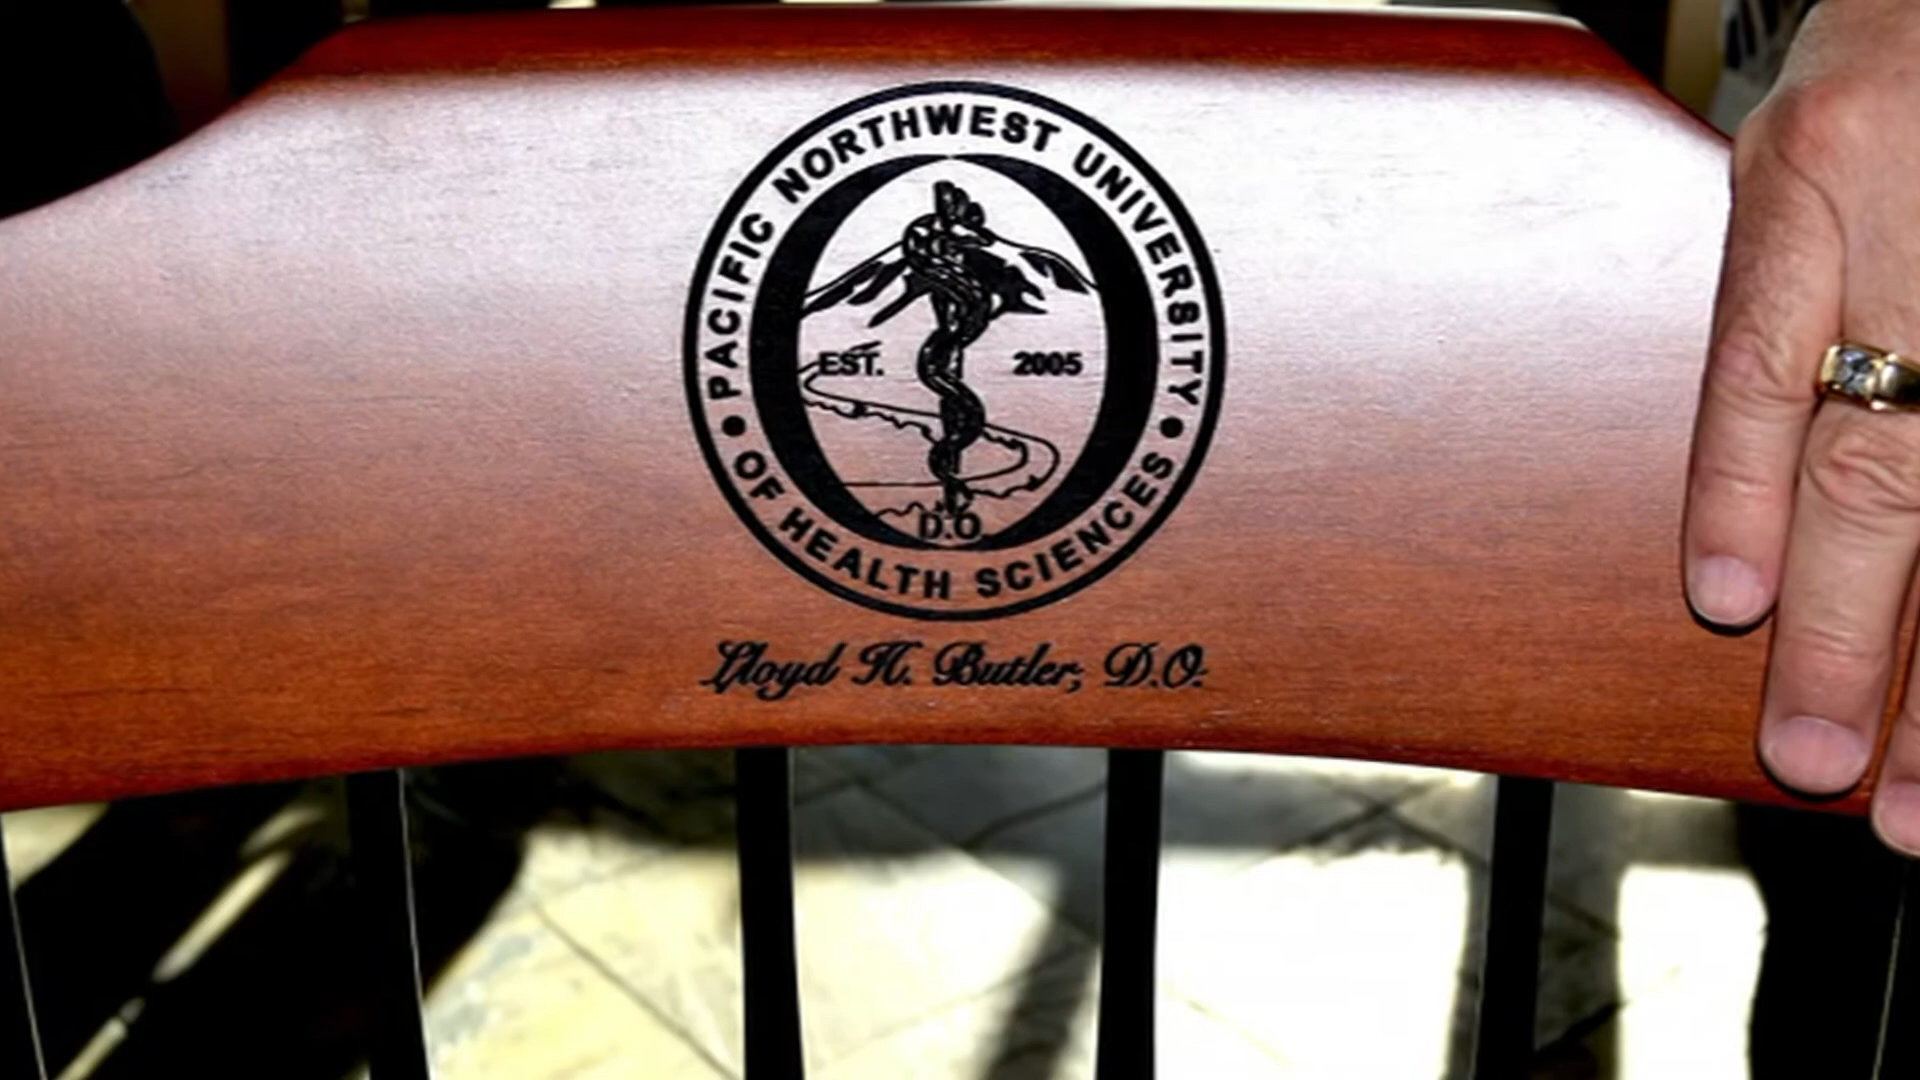 PACIFIC NORTHWEST UNIVERSITY
EST. 2005
D.O.
• OF HEALTH SCIENCES •
Lloyd H. Butler, D.O.